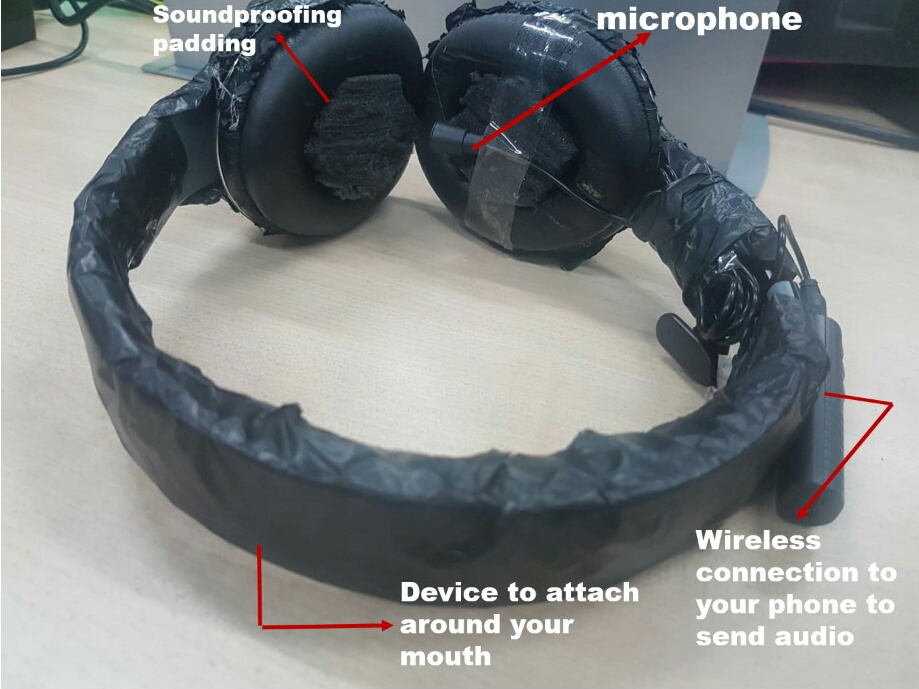 Soundproofing
padding
microphone
Wireless
connection to
your phone to
send audio
Device to attach
around your
mouth